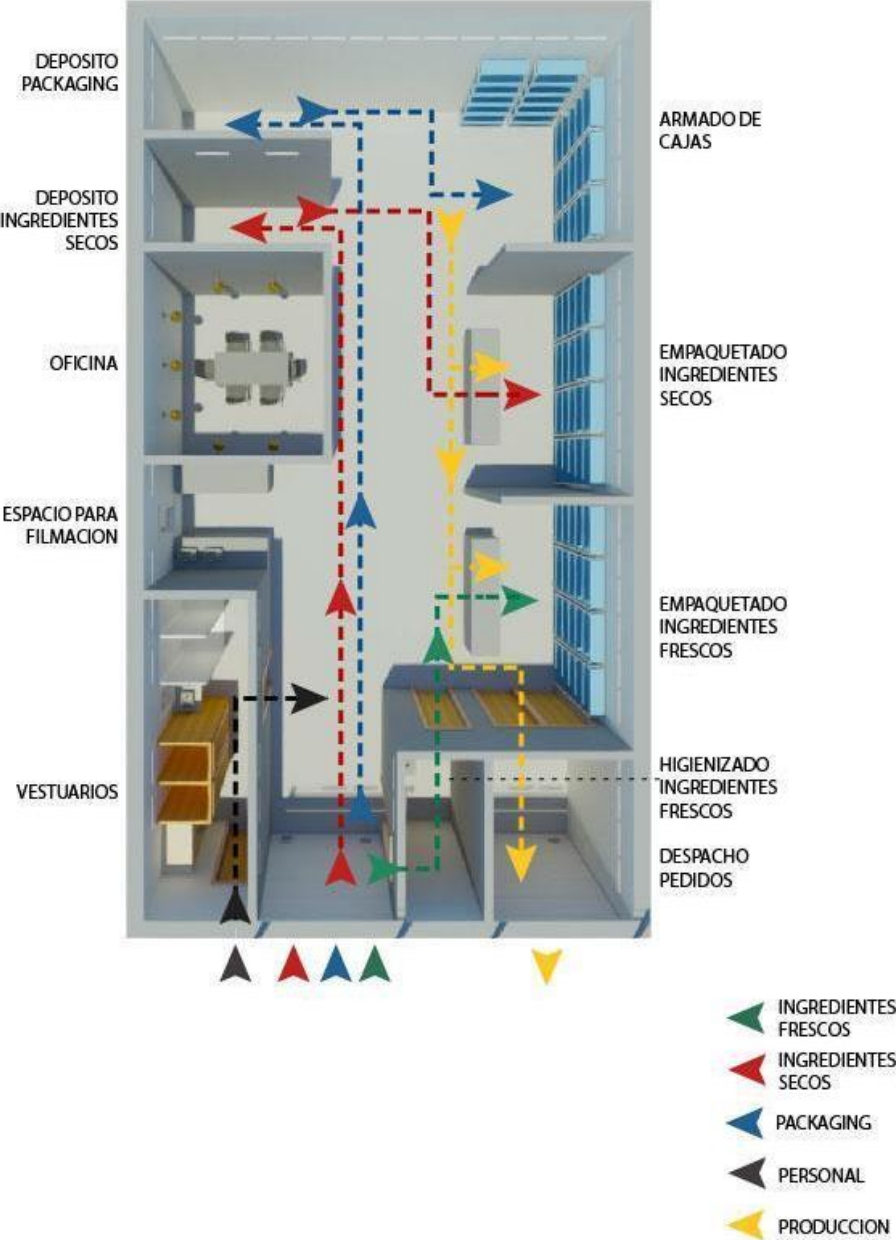 DEPOSITO
PACKAGING
DEPOSITO
INGREDIENTES
SECOS
OFICINA
ESPACIO PARA
FILMACION
VESTUARIOS
ARMADO DE
CAJAS
EMPAQUETADO
INGREDIENTES
SECOS
EMPAQUETADO
INGREDIENTES
FRESCOS
HIGIENIZADO
INGREDIENTES
FRESCOS
DESPACHO
PEDIDOS
INGREDIENTES
FRESCOS
INGREDIENTES
SECOS
PACKAGING
PERSONAL
PRODUCCION